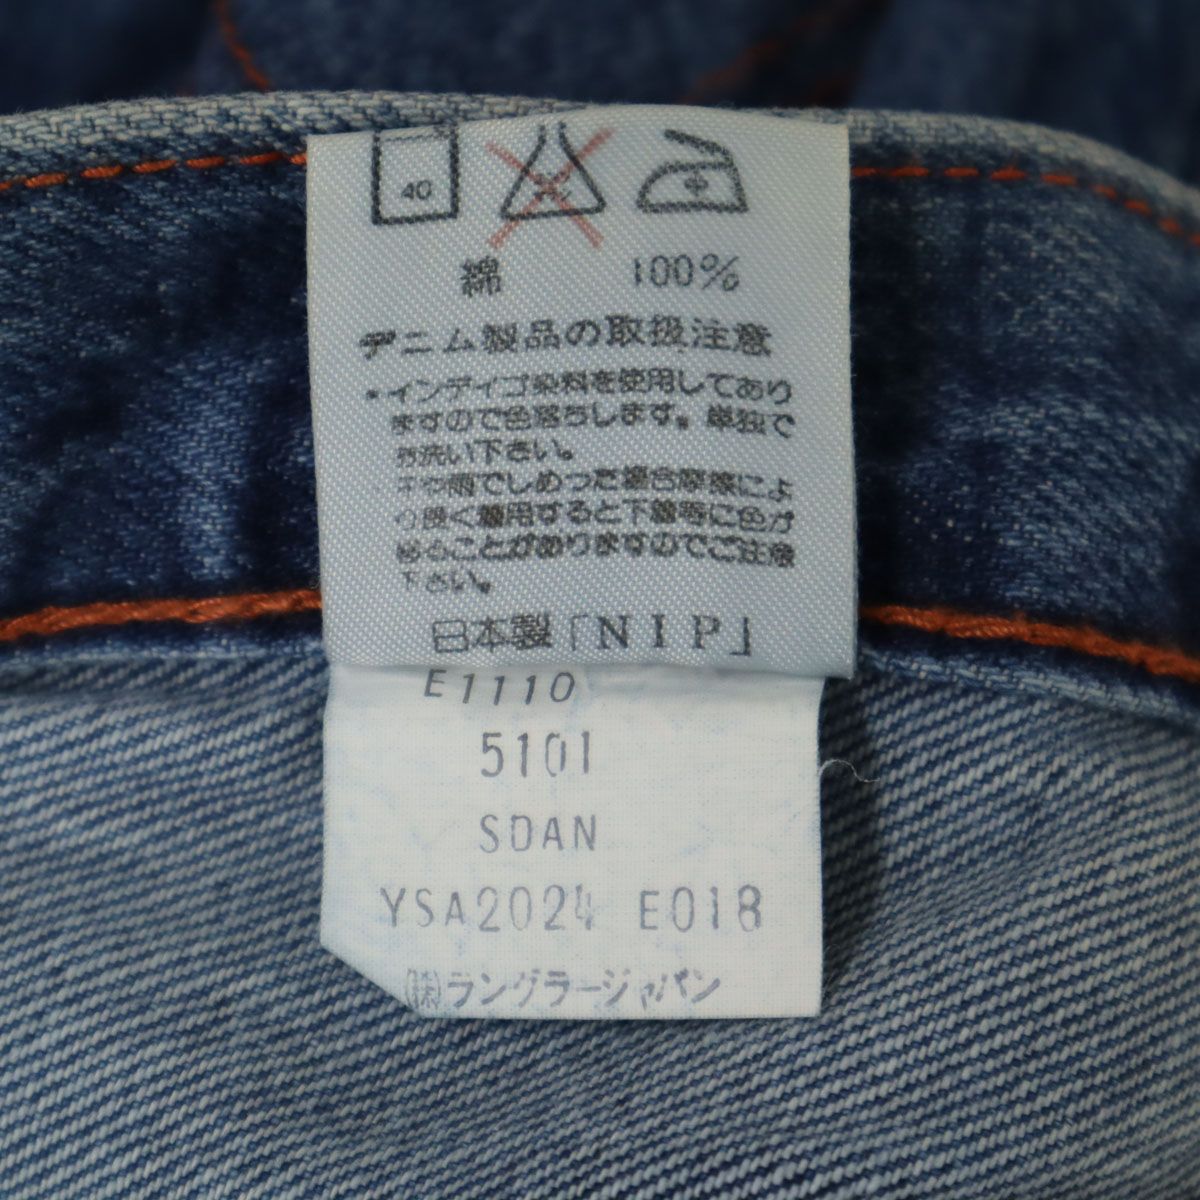 40
綿 100%
デニム製品の取扱注意
・インディゴ染料を使用してあり
ますので色落ちします。単独で
お洗い下さい。
汗や雨でしめった場合摩擦によ
り良く着用すると下着等に色が
移ることがありますのでご注意
下さい。
日本製「NIP」
E1110
5101
SDAN
YSA2024 E018
㈱ラングラージャパン